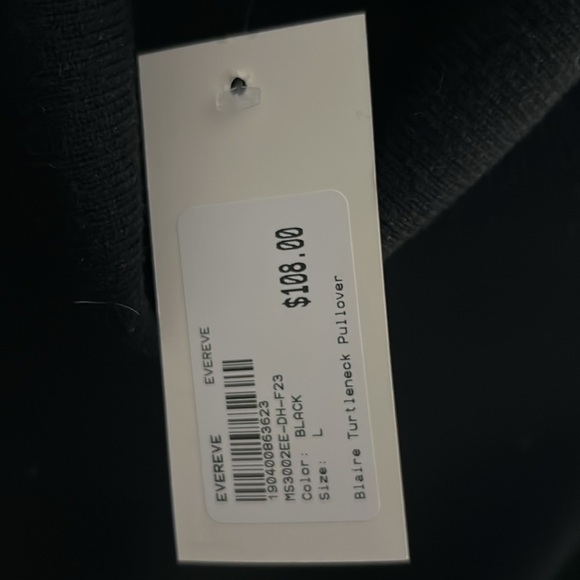 EVEREVE
EVEREVE
190400863623
MS3002EE-DH-F23
Color: BLACK
Size: L
$108.00
Blaire Turtleneck Pullover